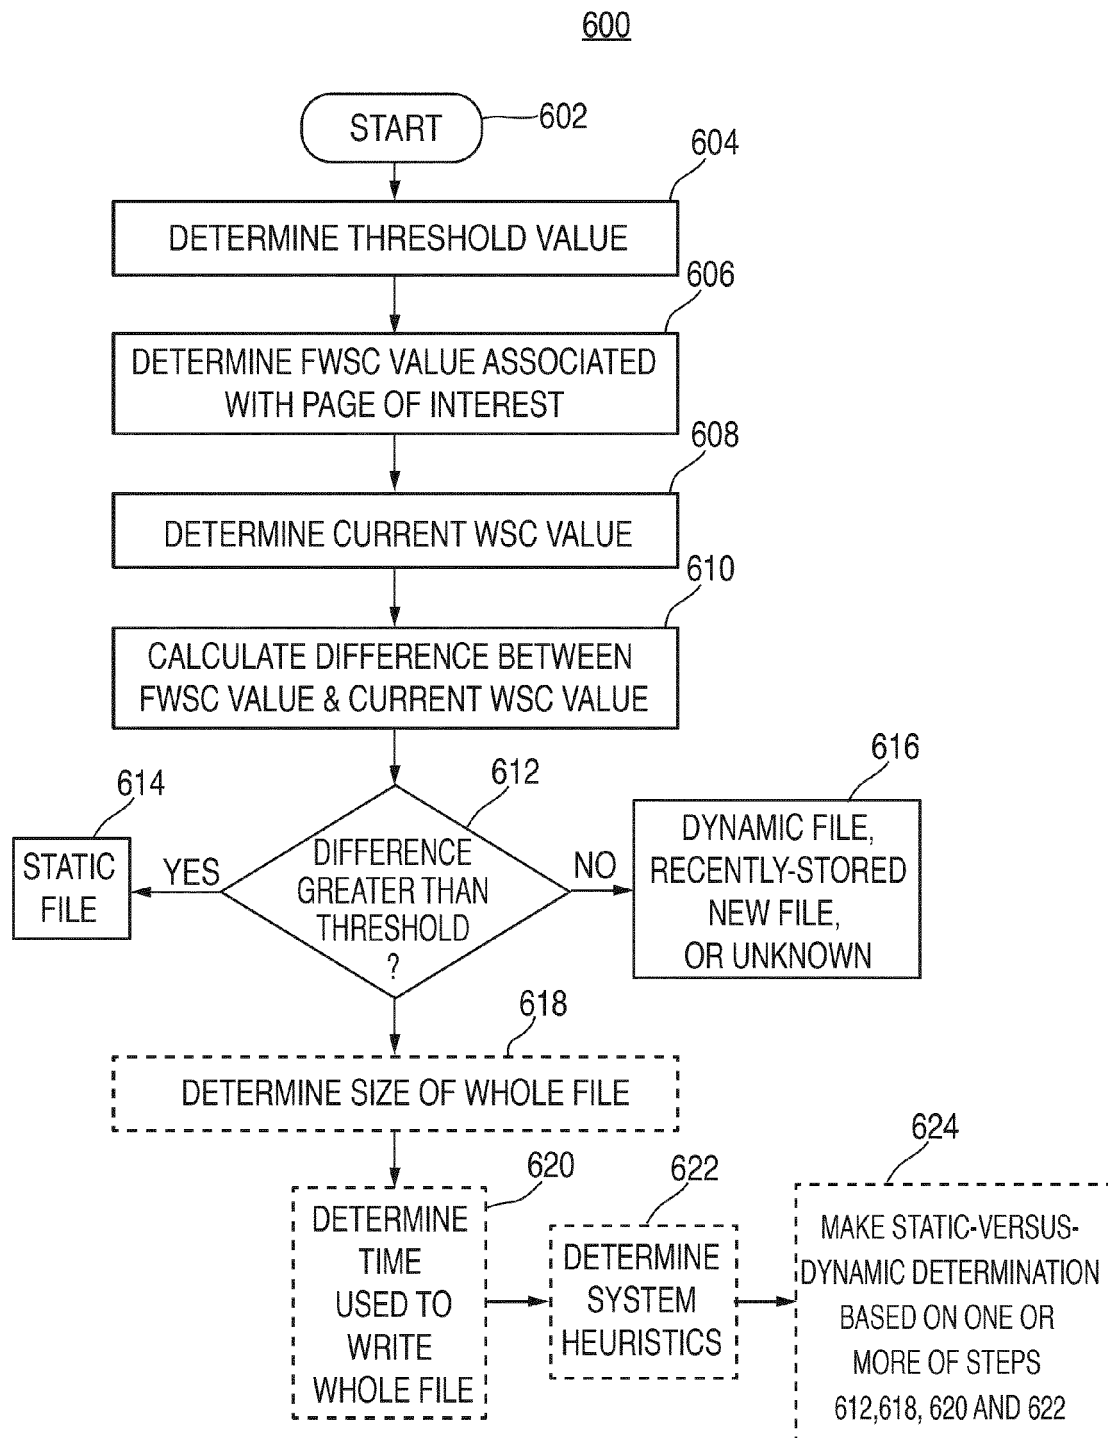 600
START
602
604
DETERMINE THRESHOLD VALUE
606
DETERMINE FWSC VALUE ASSOCIATED
WITH PAGE OF INTEREST
608
DETERMINE CURRENT WSC VALUE
610
CALCULATE DIFFERENCE BETWEEN
FWSC VALUE & CURRENT WSC VALUE
612
DIFFERENCE
GREATER THAN
THRESHOLD
?
614
YES
STATIC
FILE
616
NO
DYNAMIC FILE,
RECENTLY-STORED
NEW FILE,
OR UNKNOWN
618
DETERMINE SIZE OF WHOLE FILE
620
DETERMINE
TIME
USED TO
WRITE
WHOLE FILE
622
DETERMINE
SYSTEM
HEURISTICS
624
MAKE STATIC-VERSUS-
DYNAMIC DETERMINATION
BASED ON ONE OR
MORE OF STEPS
612,618, 620 AND 622